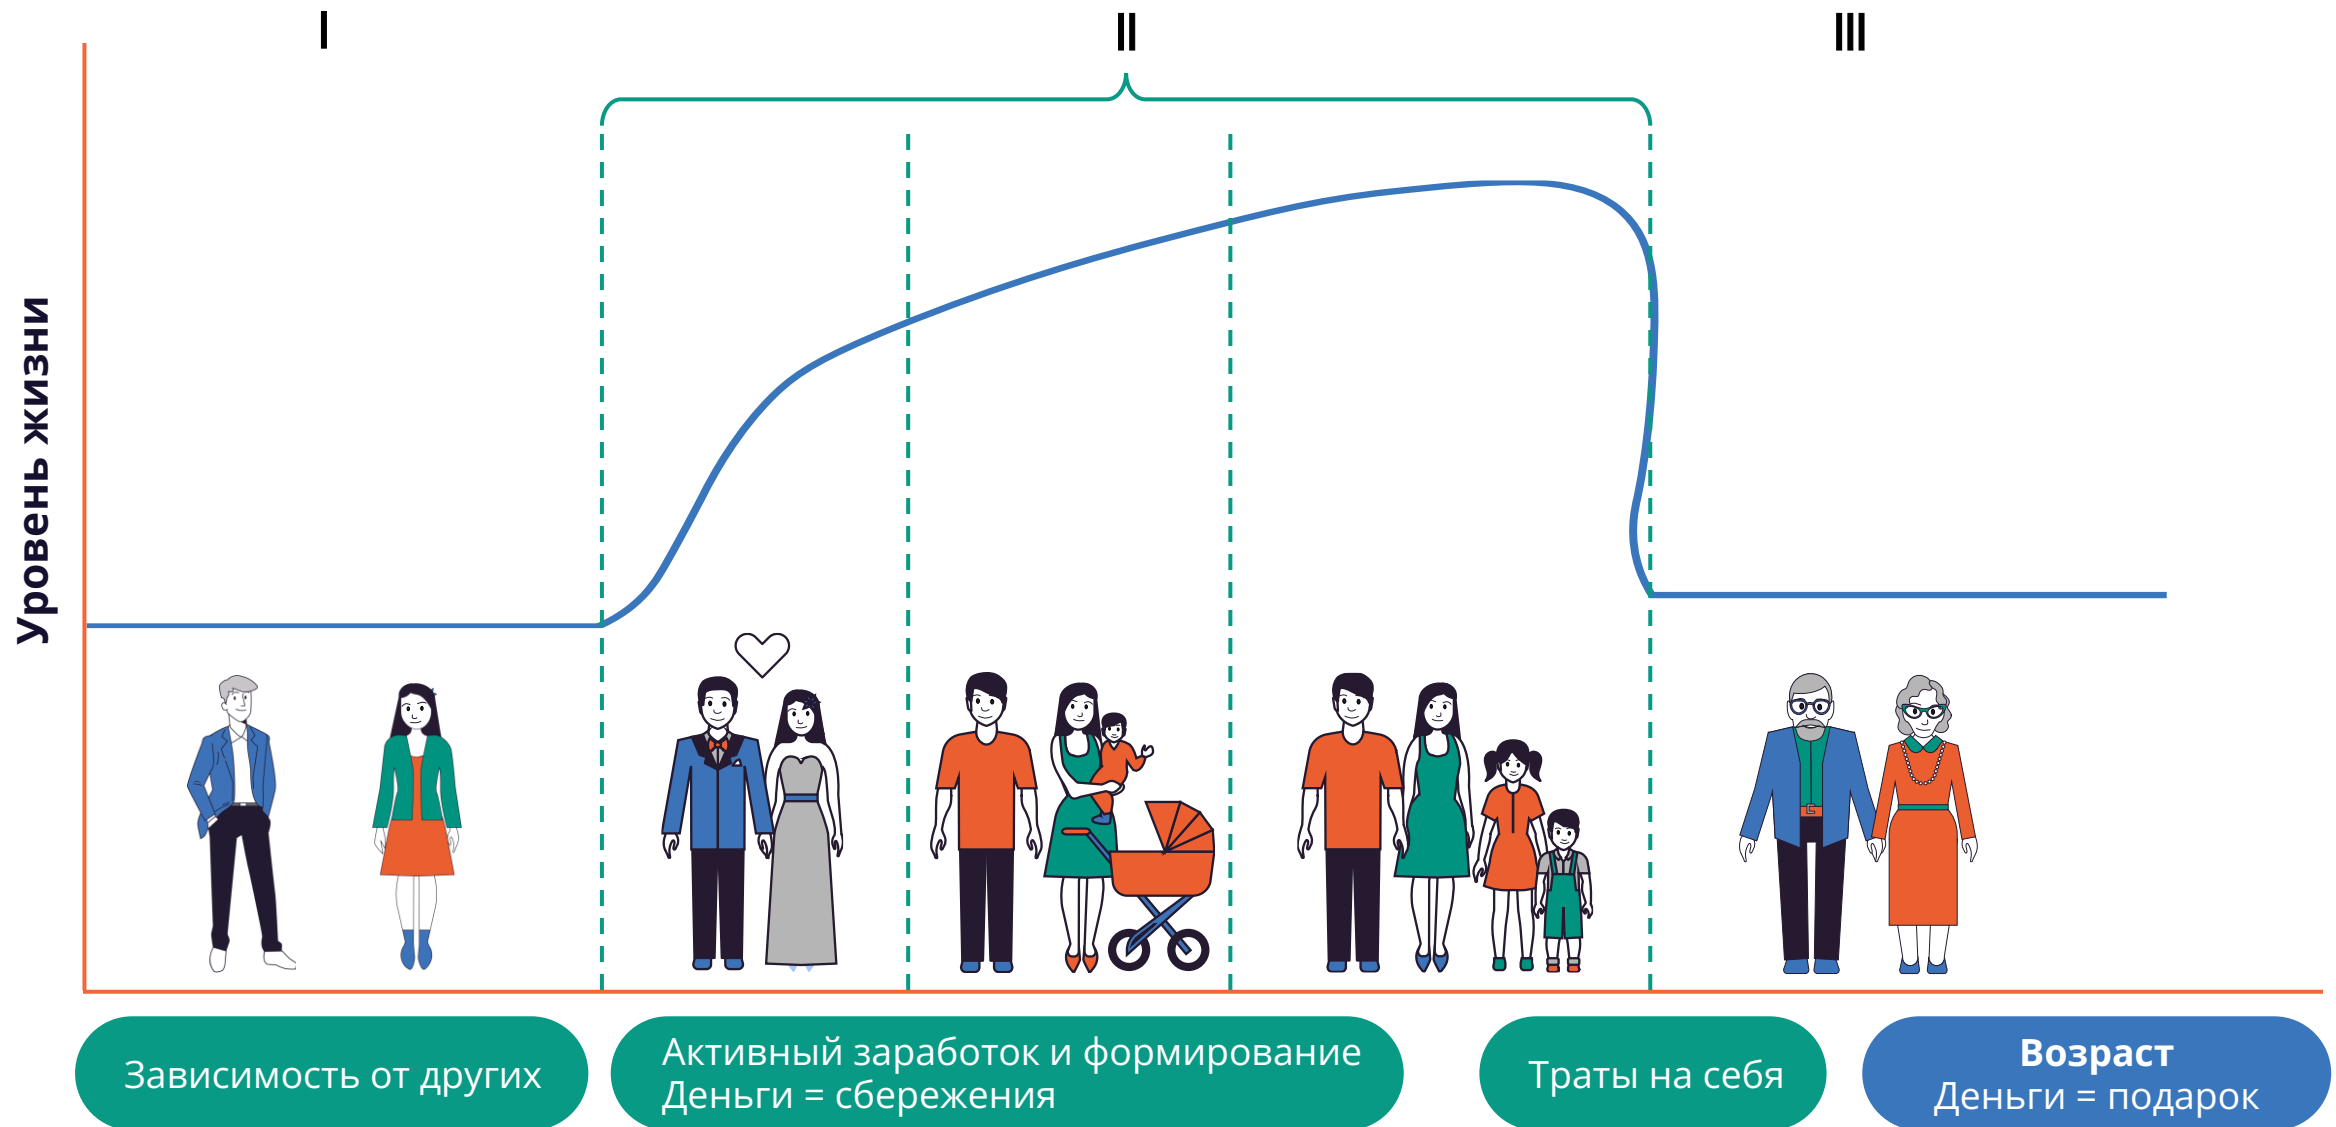 I
II
III
Уровень жизни
Зависимость от других
Активный заработок и формирование
Деньги = сбережения
Траты на себя
Возраст
Деньги = подарок